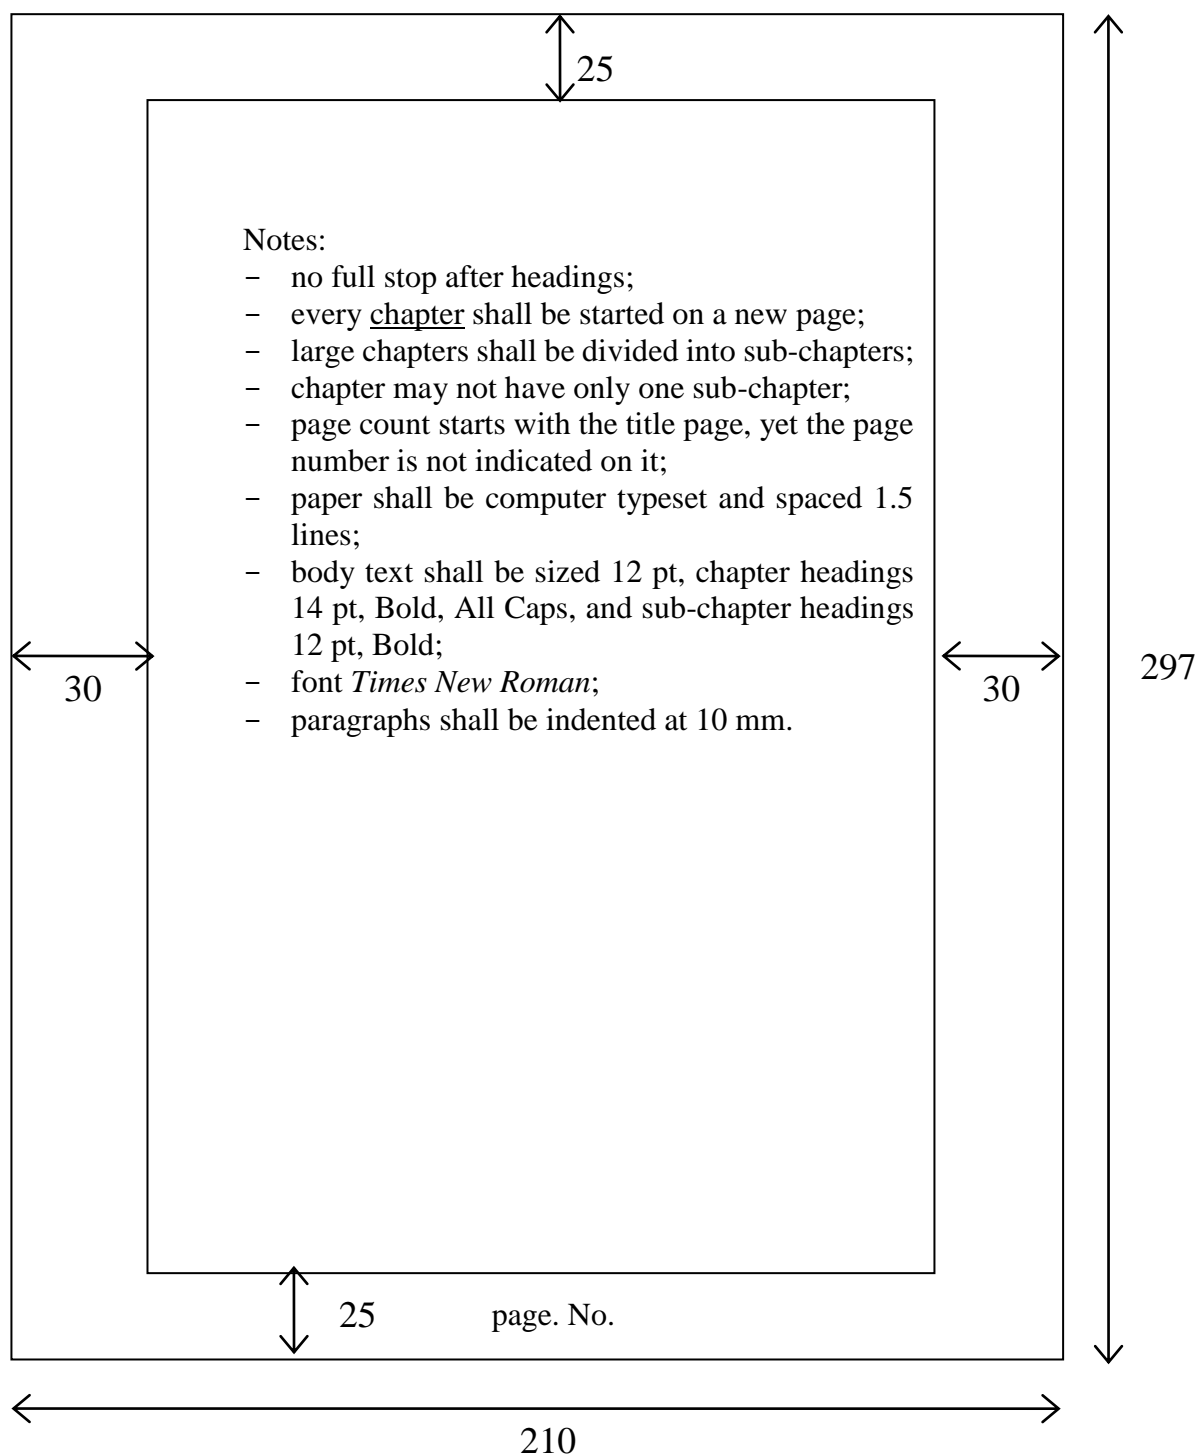 25
Notes:
- no full stop after headings;
- every chapter shall be started on a new page;
- large chapters shall be divided into sub-chapters;
- chapter may not have only one sub-chapter;
- page count starts with the title page, yet the page
number is not indicated on it;
- paper shall be computer typeset and spaced 1.5
lines;
- body text shall be sized 12 pt, chapter headings
14 pt, Bold, All Caps, and sub-chapter headings
12 pt, Bold;
- font Times New Roman;
- paragraphs shall be indented at 10 mm.
30
30
297
25 page. No.
210